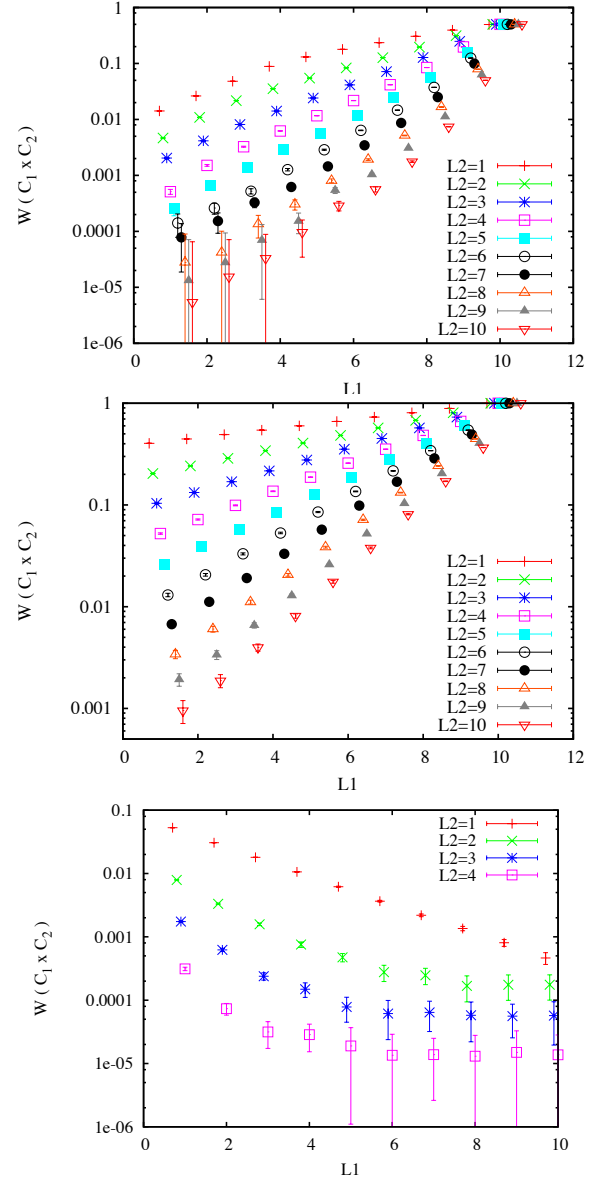 1
0.1
0.01
0.001
0.0001
1e-05
1e-06
0 2 4 6 8 10 12
L1
W ( C1 x C2 )
L2=1
L2=2
L2=3
L2=4
L2=5
L2=6
L2=7
L2=8
L2=9
L2=10
1
0.1
0.01
0.001
0 2 4 6 8 10 12
L1
W ( C1 x C2 )
L2=1
L2=2
L2=3
L2=4
L2=5
L2=6
L2=7
L2=8
L2=9
L2=10
0.1
0.01
0.001
0.0001
1e-05
1e-06
0 2 4 6 8 10
L1
W ( C1 x C2 )
L2=1
L2=2
L2=3
L2=4